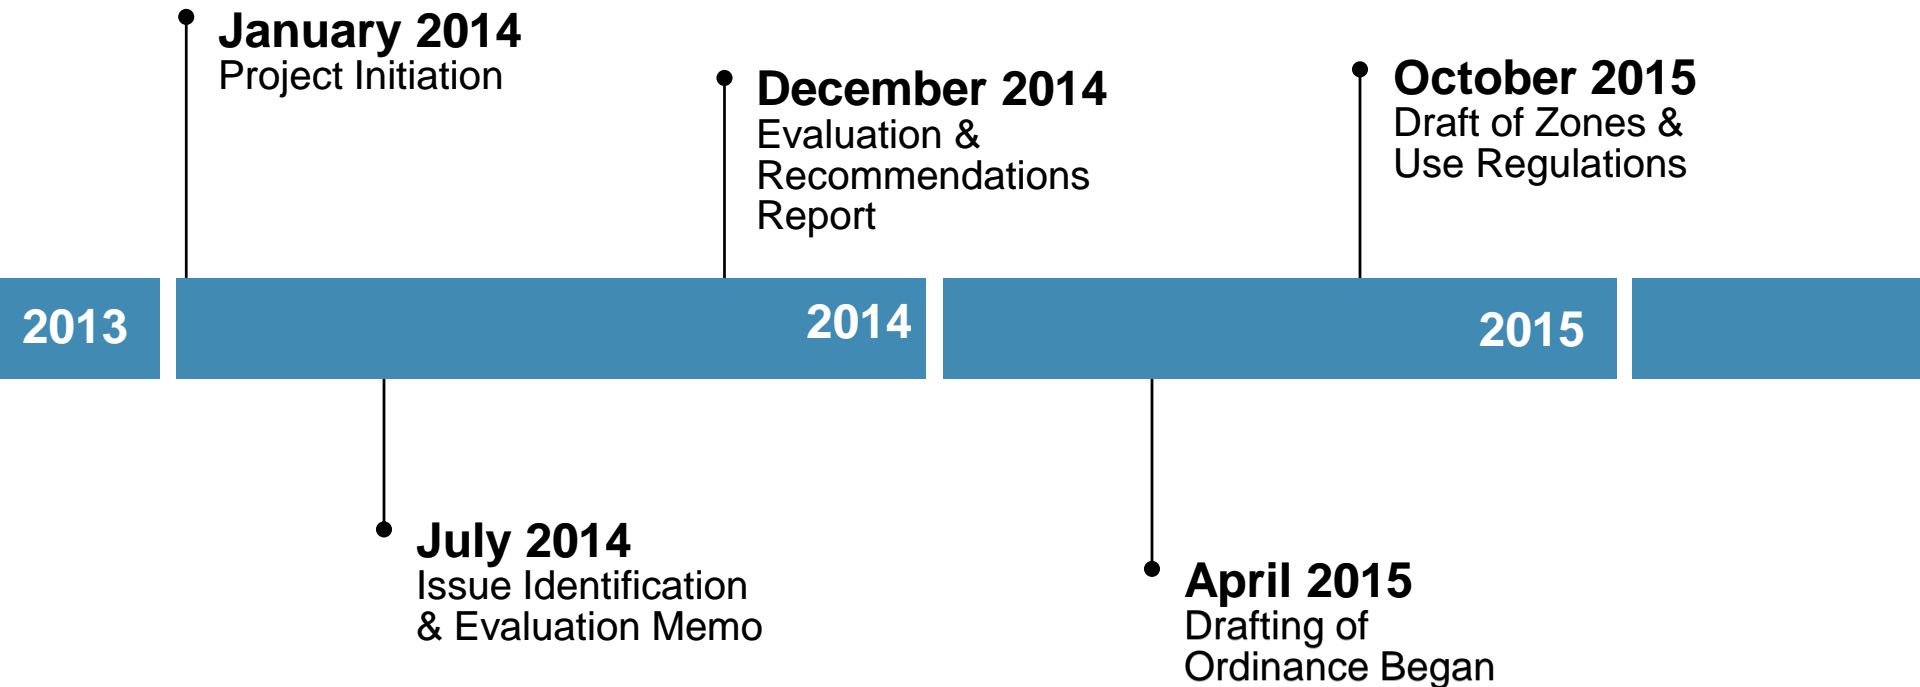 January 2014
Project Initiation
December 2014
Evaluation &
Recommendations
Report
October 2015
Draft of Zones &
Use Regulations
2013
2014
2015
July 2014
Issue Identification
& Evaluation Memo
April 2015
Drafting of
Ordinance Began